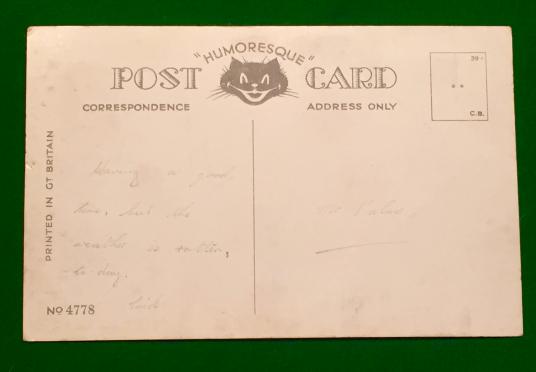 "HUMORESQUE"
POST CARD
CORRESPONDENCE
ADDRESS ONLY
39-
C.B.
PRINTED IN GT BRITAIN
Having a good
time, but the
weather is rotten,
to-day.
No 4778